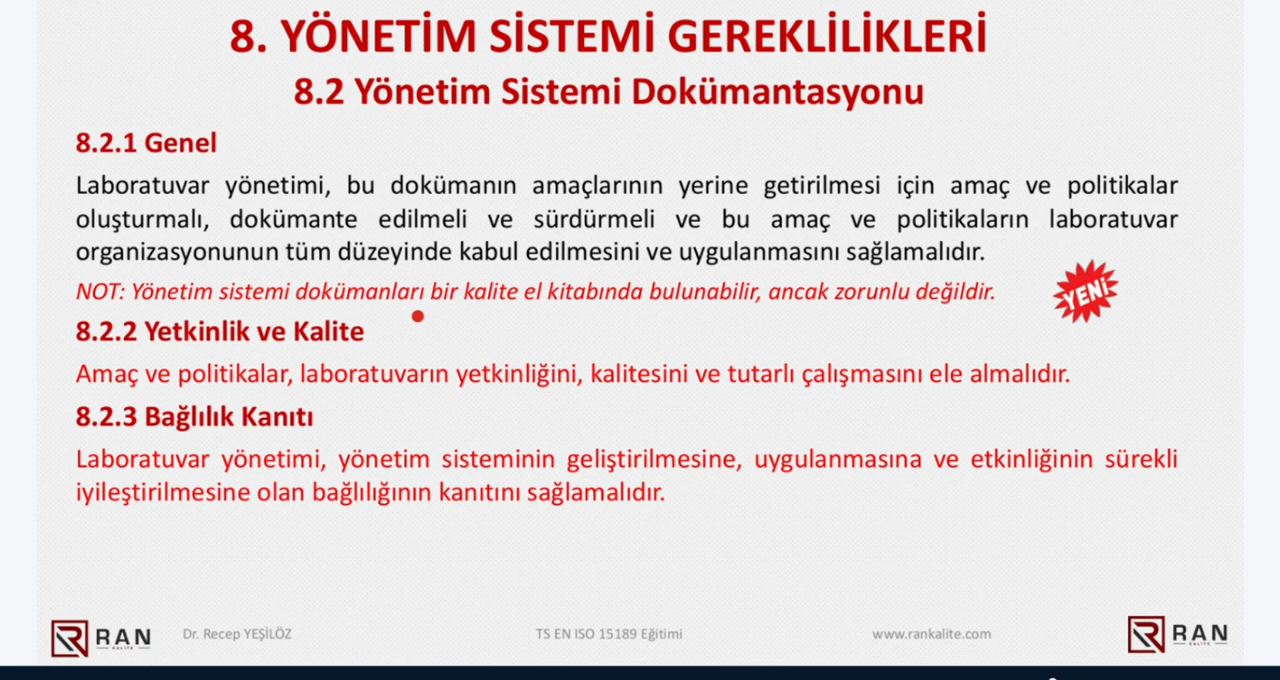 8. YÖNETİM SİSTEMİ GEREKLİLİKLERİ
8.2 Yönetim Sistemi Dokümantasyonu
8.2.1 Genel
Laboratuvar yönetimi, bu dokümanın amaçlarının yerine getirilmesi için amaç ve politikalar
oluşturmalı, dokümante edilmeli ve sürdürmeli ve bu amaç ve politikaların laboratuvar
organizasyonunun tüm düzeyinde kabul edilmesini ve uygulanmasını sağlamalıdır.
NOT: Yönetim sistemi dokümanları bir kalite el kitabında bulunabilir, ancak zorunlu değildir.
YENİ
8.2.2 Yetkinlik ve Kalite
Amaç ve politikalar, laboratuvarın yetkinliğini, kalitesini ve tutarlı çalışmasını ele almalıdır.
8.2.3 Bağlılık Kanıtı
Laboratuvar yönetimi, yönetim sisteminin geliştirilmesine, uygulanmasına ve etkinliğinin sürekli
iyileştirilmesine olan bağlılığının kanıtını sağlamalıdır.
RAN
KALİTE
Dr. Recep YEŞİLÖZ
TS EN ISO 15189 Eğitimi
www.rankalite.com
RAN
KALİTE